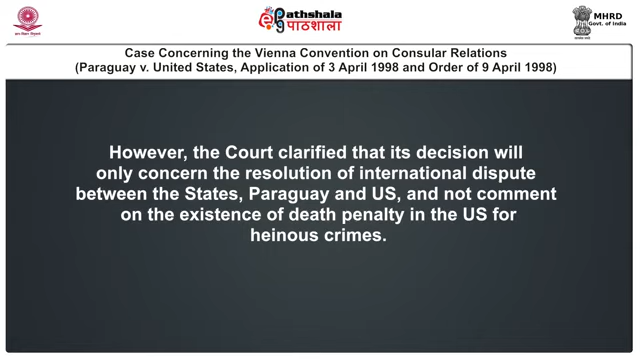 ePathshala
पाठशाला
MHRD
Govt. of India
Case Concerning the Vienna Convention on Consular Relations
(Paraguay v. United States, Application of 3 April 1998 and Order of 9 April 1998)
However, the Court clarified that its decision will
only concern the resolution of international dispute
between the States, Paraguay and US, and not comment
on the existence of death penalty in the US for
heinous crimes.